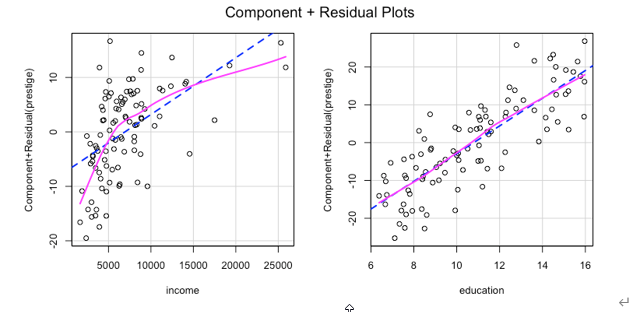 Component + Residual Plots
Component+Residual(prestige)
10
0
-10
-20
5000 10000 15000 20000 25000
income
Component+Residual(prestige)
20
10
0
-10
-20
6 8 10 12 14 16
education